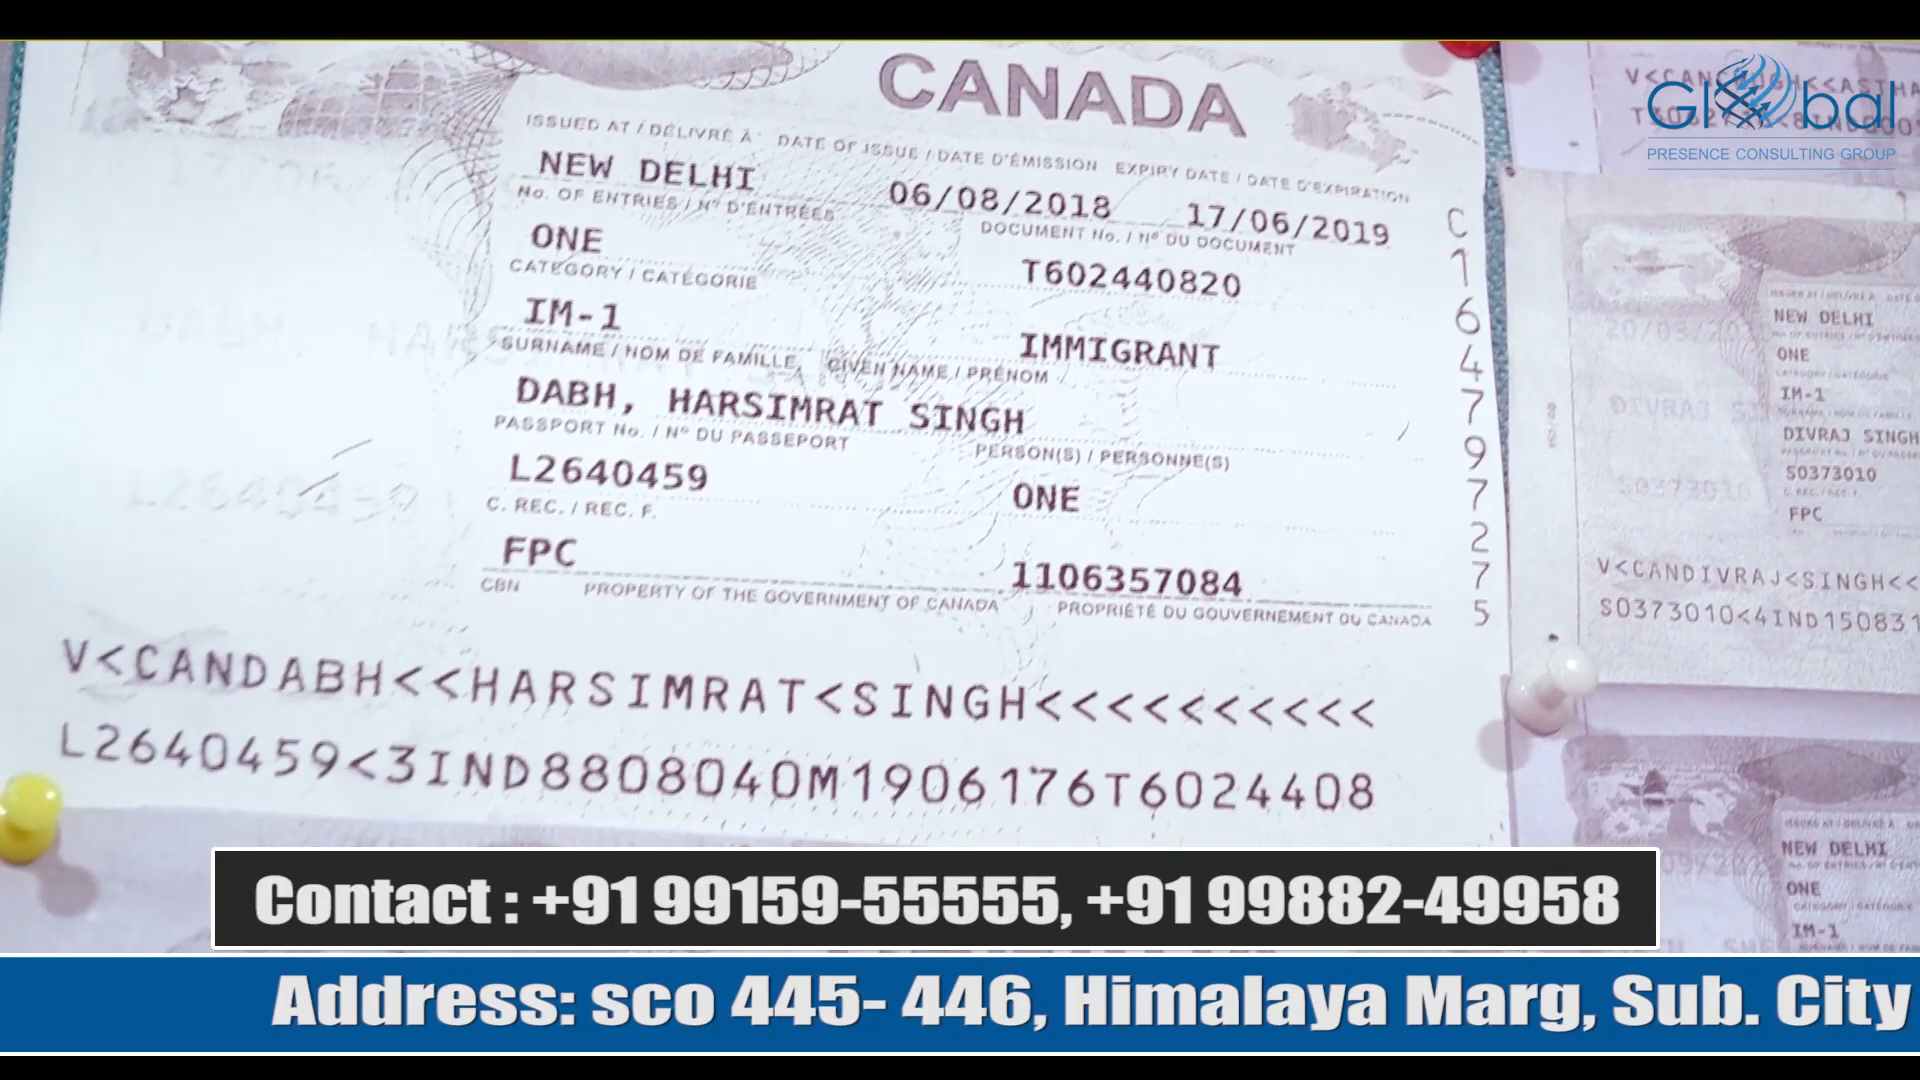 CANADA
ISSUED AT / DÉLIVRÉ À DATE OF ISSUE / DATE D'ÉMISSION EXPIRY DATE / DATE D'EXPIRATION
NEW DELHI 06/08/2018 17/06/2019
No. OF ENTRIES / Nº D'ENTRÉES DOCUMENT No. / Nº DU DOCUMENT
ONE T602440820
CATEGORY / CATÉGORIE
IM-1 IMMIGRANT
SURNAME / NOM DE FAMILLE, GIVEN NAME / PRÉNOM
DABH, HARSIMRAT SINGH
PASSPORT No. / Nº DU PASSEPORT PERSON(S) / PERSONNE(S)
L2640459 ONE
C. REC. / REC. F.
FPC 1106357084
CBN PROPERTY OF THE GOVERNMENT OF CANADA PROPRIÉTÉ DU GOUVERNEMENT DU CANADA
C164797275
V<CANDABH<<HARSIMRAT<SINGH<<<<<<<<<<
L2640459<3IND8808040M1906176T6024408
Global
PRESENCE CONSULTING GROUP
NEW DELHI
ONE
IM-1
DIVRAJ SINGH
S0373010
FPC
V<CANDIVRAJ<SINGH<<
S0373010<4IND150831
NEW DELHI
ONE
IM-1
Contact : +91 99159-55555, +91 99882-49958
Address: sco 445- 446, Himalaya Marg, Sub. City